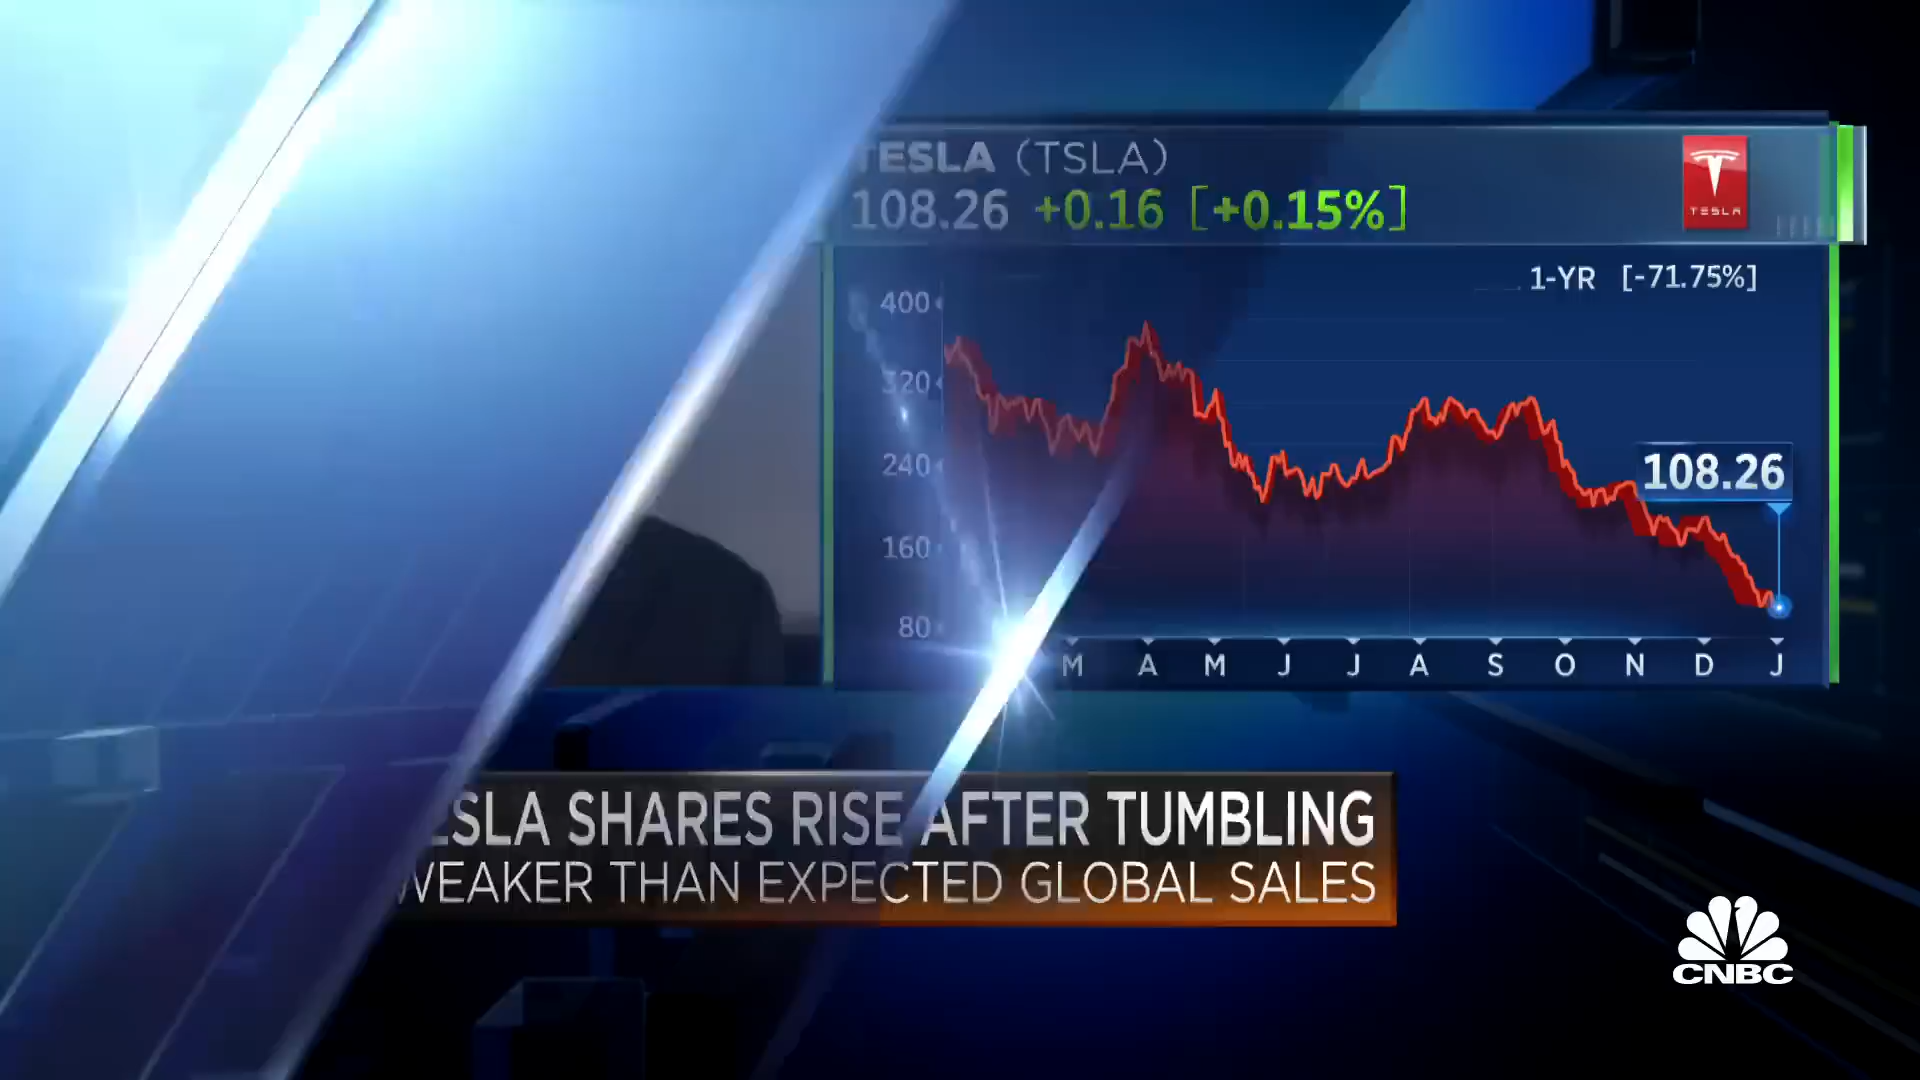 TESLA (TSLA)
108.26 +0.16 [+0.15%]
TESLA
1-YR [-71.75%]
400
320
240
160
80
108.26
M A M J J A S O N D J
ESLA SHARES RISE AFTER TUMBLING
WEAKER THAN EXPECTED GLOBAL SALES
CNBC